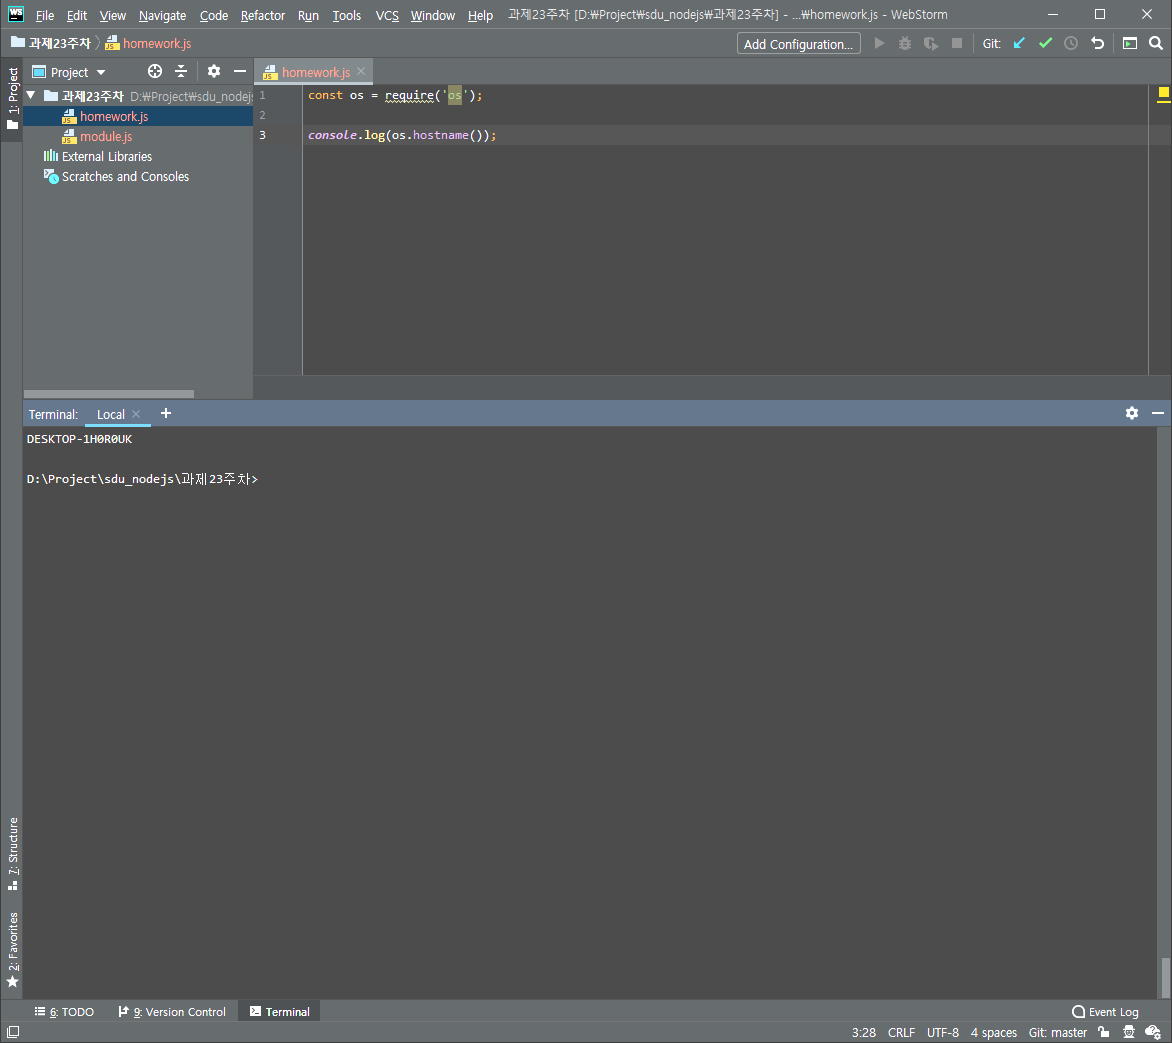 WS File Edit View Navigate Code Refactor Run Tools VCS Window Help 과제23주차 [D:₩Project₩sdu_nodejs₩과제23주차] - ...₩homework.js - WebStorm
과제23주차 homework.js Add Configuration... Git:
1: Project
Project
homework.js
과제23주차 D:₩Project₩sdu_nodejs
homework.js
module.js
External Libraries
Scratches and Consoles
1 const os = require('os');
2
3 console.log(os.hostname());
Terminal: Local +
DESKTOP-1H0R0UK
D:\Project\sdu_nodejs\과제23주차>
7: Structure
2: Favorites
6: TODO 9: Version Control Terminal Event Log
3:28 CRLF UTF-8 4 spaces Git: master